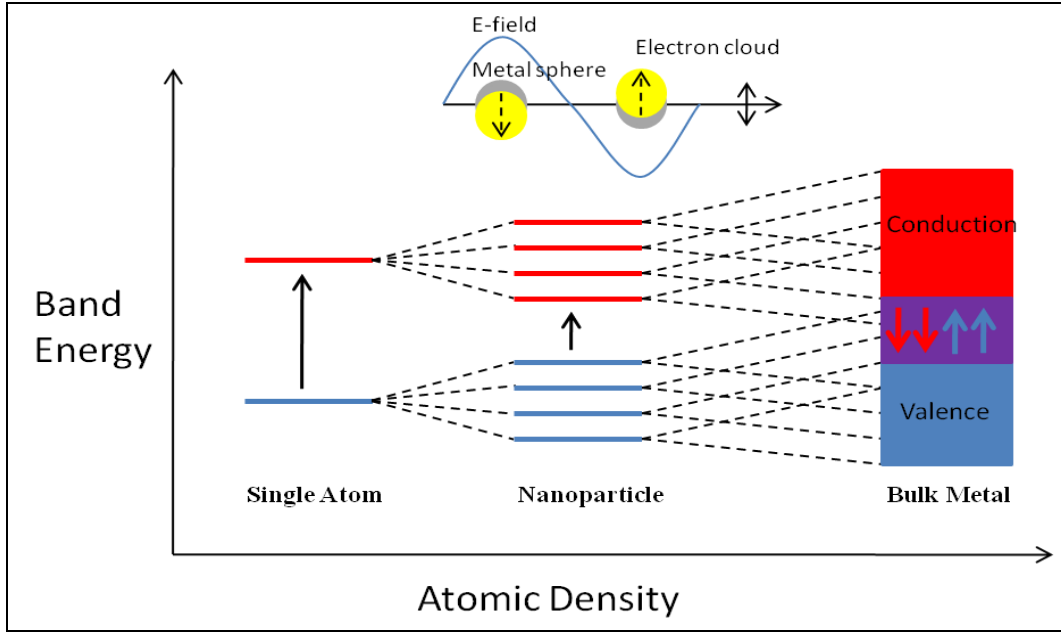 E-field
Metal sphere
Electron cloud
Band
Energy
Conduction
Valence
Single Atom
Nanoparticle
Bulk Metal
Atomic Density